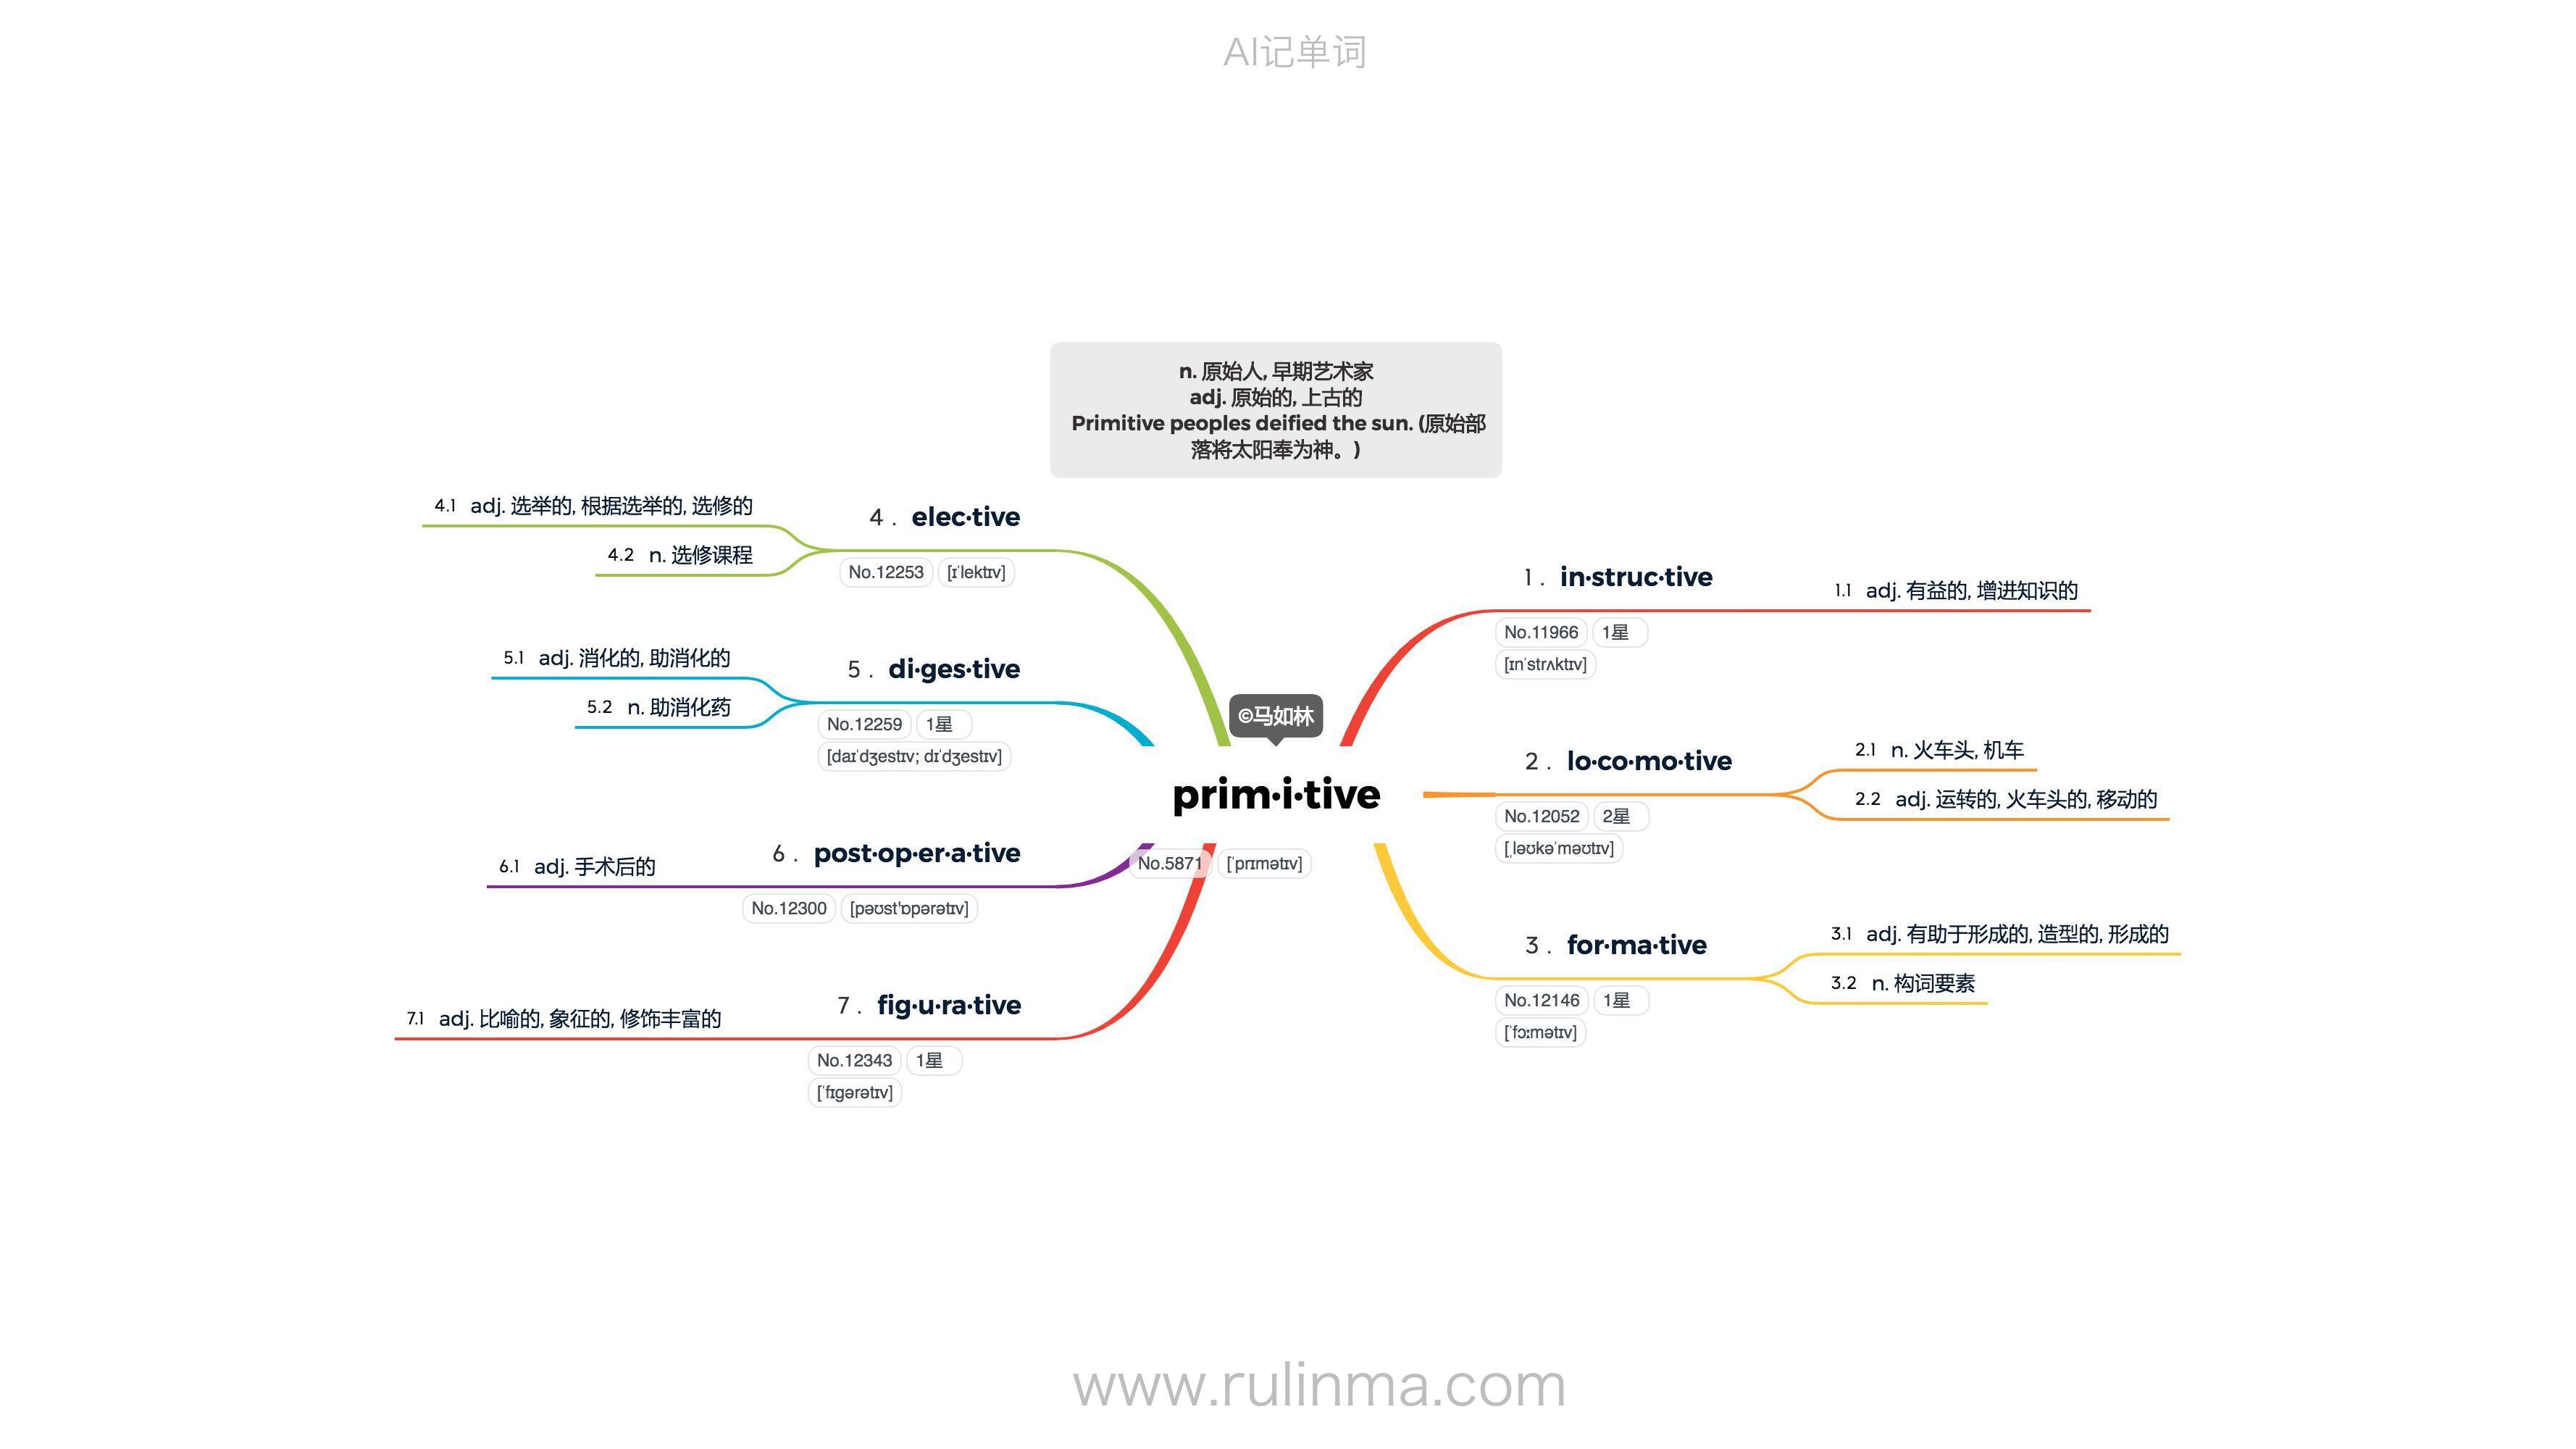 AI记单词
n. 原始人, 早期艺术家
adj. 原始的, 上古的
Primitive peoples deified the sun. (原始部
落将太阳奉为神。)
©马如林
prim·i·tive
No.5871 [ˈprɪmətɪv]
1 . in·struc·tive
No.11966 1星
[ɪnˈstrʌktɪv]
1.1 adj. 有益的, 增进知识的
2 . lo·co·mo·tive
No.12052 2星
[ˌləʊkəˈməʊtɪv]
2.1 n. 火车头, 机车
2.2 adj. 运转的, 火车头的, 移动的
3 . for·ma·tive
No.12146 1星
[ˈfɔːmətɪv]
3.1 adj. 有助于形成的, 造型的, 形成的
3.2 n. 构词要素
4 . elec·tive
No.12253 [ɪˈlektɪv]
4.1 adj. 选举的, 根据选举的, 选修的
4.2 n. 选修课程
5 . di·ges·tive
No.12259 1星
[daɪˈdʒestɪv; dɪˈdʒestɪv]
5.1 adj. 消化的, 助消化的
5.2 n. 助消化药
6 . post·op·er·a·tive
No.12300 [pəʊst'ɒpərətɪv]
6.1 adj. 手术后的
7 . fig·u·ra·tive
No.12343 1星
[ˈfɪɡərətɪv]
7.1 adj. 比喻的, 象征的, 修饰丰富的
www.rulinma.com